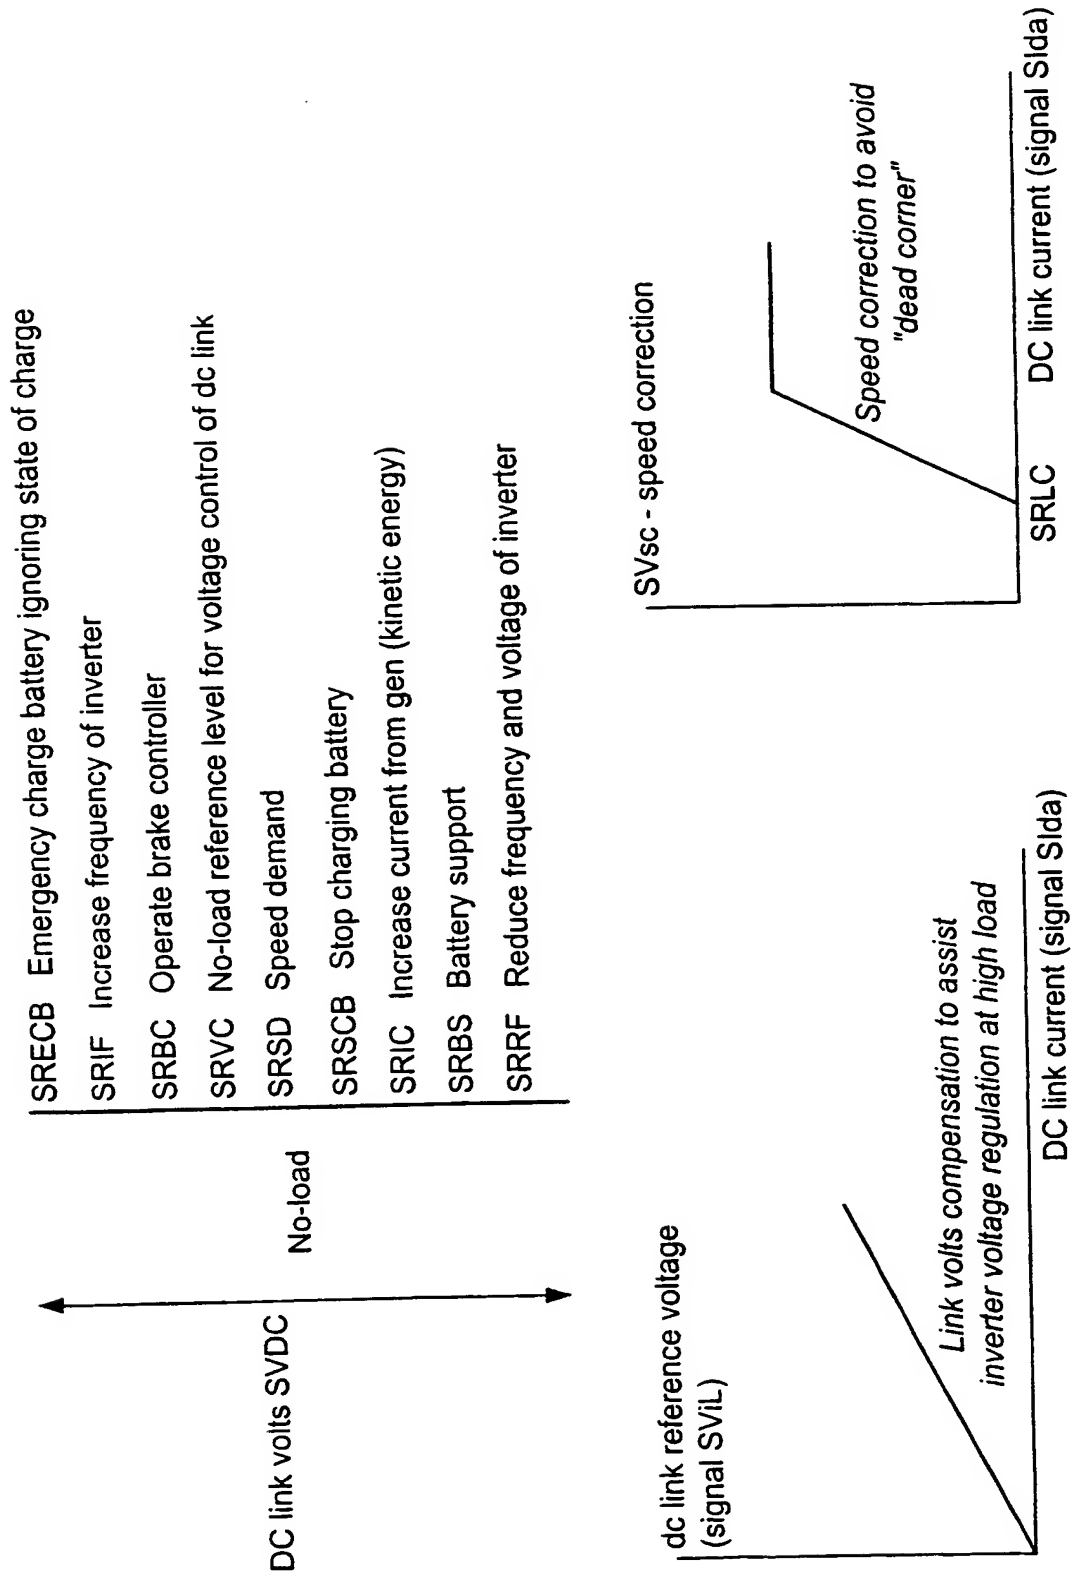 DC link volts SVDC
No-load
SRECB Emergency charge battery ignoring state of charge
SRIF Increase frequency of inverter
SRBC Operate brake controller
SRVC No-load reference level for voltage control of dc link
SRSD Speed demand
SRSCB Stop charging battery
SRIC Increase current from gen (kinetic energy)
SRBS Battery support
SRRF Reduce frequency and voltage of inverter
dc link reference voltage
(signal SViL)
Link volts compensation to assist
inverter voltage regulation at high load
DC link current (signal SIda)
SVsc - speed correction
Speed correction to avoid
"dead corner"
SRLC
DC link current (signal SIda)